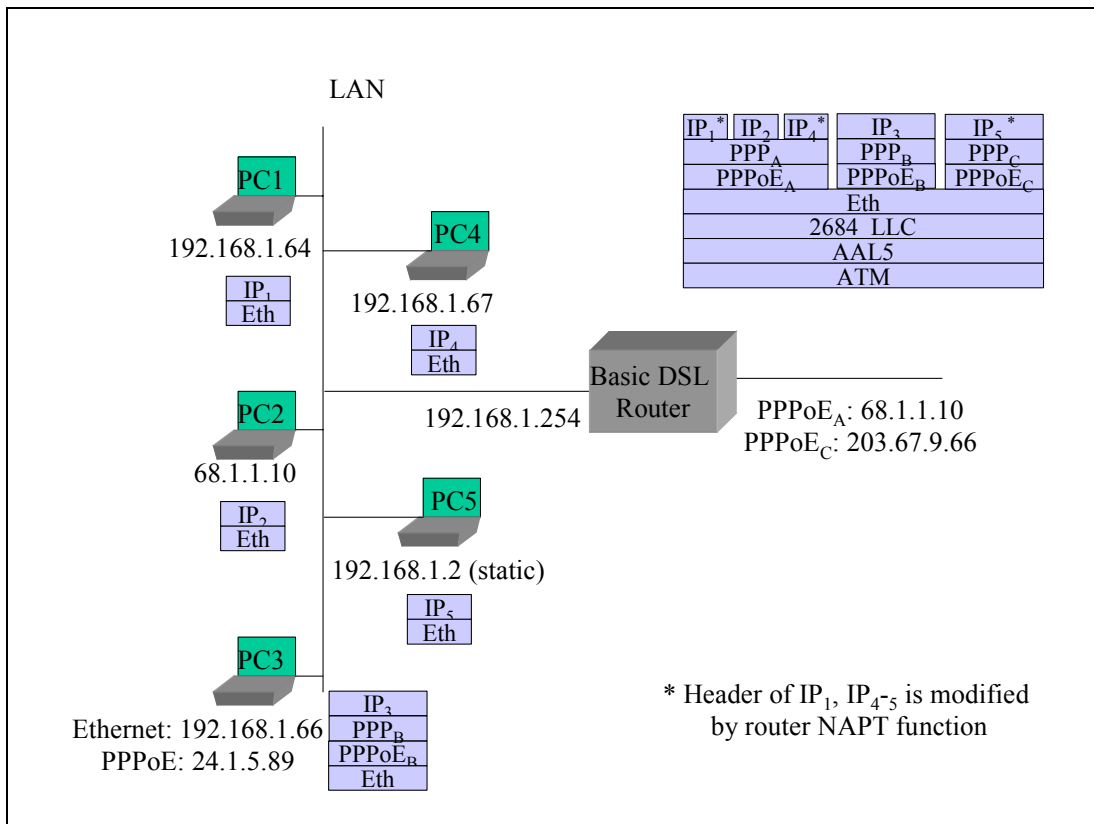 LAN
IP1* IP2 IP4* IP3 IP5*
PPPA PPPB PPPC
PPPoEA PPPoEB PPPoEC
Eth
2684 LLC
AAL5
ATM
PC1
192.168.1.64
IP1
Eth
PC4
192.168.1.67
IP4
Eth
Basic DSL
Router
192.168.1.254
PPPoEA: 68.1.1.10
PPPoEC: 203.67.9.66
PC2
68.1.1.10
IP2
Eth
PC5
192.168.1.2 (static)
IP5
Eth
PC3
Ethernet: 192.168.1.66
PPPoE: 24.1.5.89
IP3
PPPB
PPPoEB
Eth
* Header of IP1, IP4-5 is modified
by router NAPT function